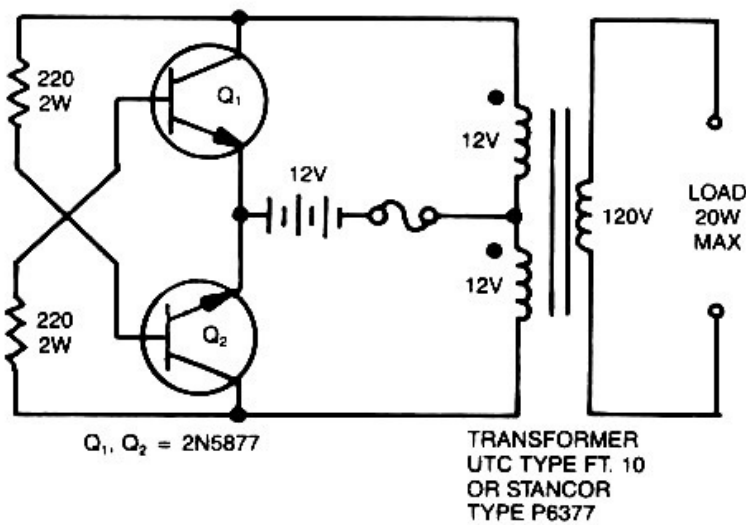 220
2W
Q₁
12V
12V
120V
LOAD
20W
MAX
12V
220
2W
Q₂
Q₁, Q₂ = 2N5877
TRANSFORMER
UTC TYPE FT. 10
OR STANCOR
TYPE P6377